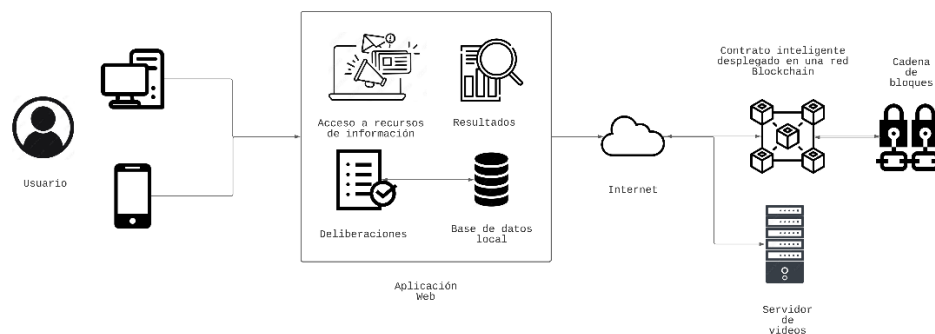 Usuario
Acceso a recursos
de información
Resultados
Deliberaciones
Base de datos
local
Aplicación
Web
Internet
Contrato inteligente
desplegado en una red
Blockchain
Cadena
de
bloques
Servidor
de
videos